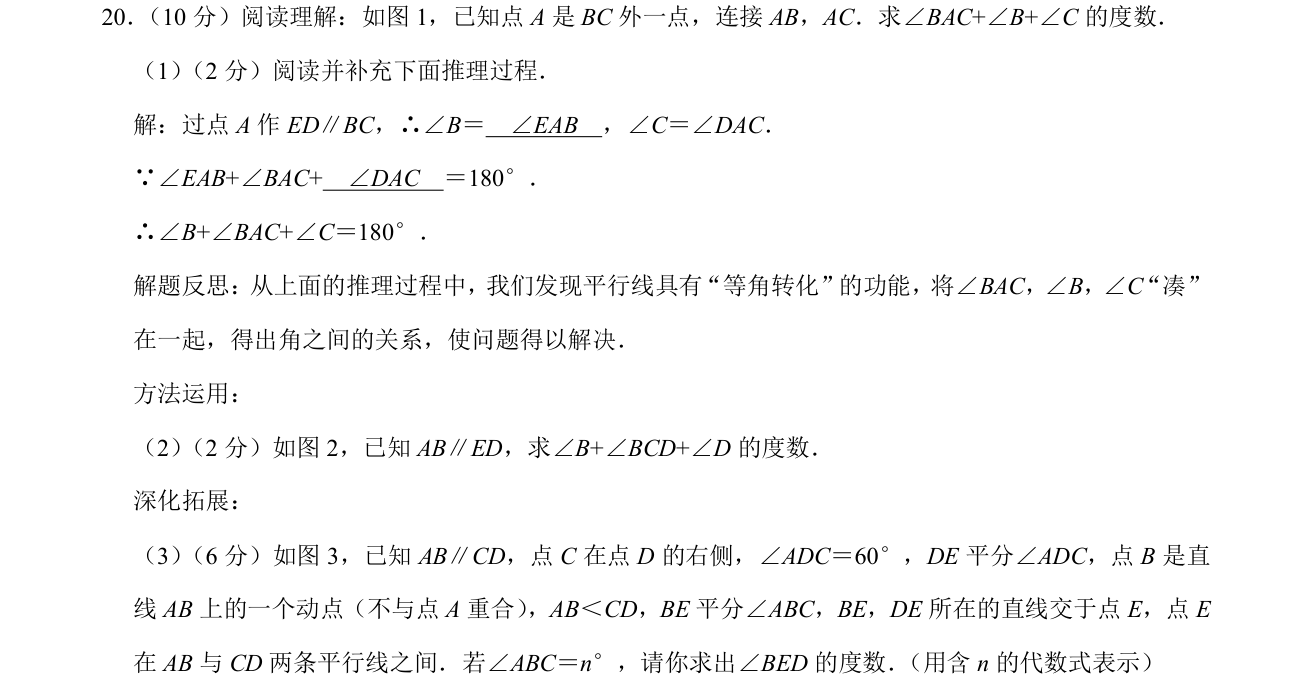 20．（10 分）阅读理解：如图 1，已知点 A 是 BC 外一点，连接 AB，AC．求∠BAC+∠B+∠C 的度数．
（1）（2 分）阅读并补充下面推理过程．
解：过点 A 作 ED∥BC，∴∠B＝ ∠EAB ，∠C＝∠DAC．
∵∠EAB+∠BAC+ ∠DAC ＝180°．
∴∠B+∠BAC+∠C＝180°．
解题反思：从上面的推理过程中，我们发现平行线具有“等角转化”的功能，将∠BAC，∠B，∠C“凑”
在一起，得出角之间的关系，使问题得以解决．
方法运用：
（2）（2 分）如图 2，已知 AB∥ED，求∠B+∠BCD+∠D 的度数．
深化拓展：
（3）（6 分）如图 3，已知 AB∥CD，点 C 在点 D 的右侧，∠ADC＝60°，DE 平分∠ADC，点 B 是直
线 AB 上的一个动点（不与点 A 重合），AB＜CD，BE 平分∠ABC，BE，DE 所在的直线交于点 E，点 E
在 AB 与 CD 两条平行线之间．若∠ABC＝n°，请你求出∠BED 的度数．（用含 n 的代数式表示）